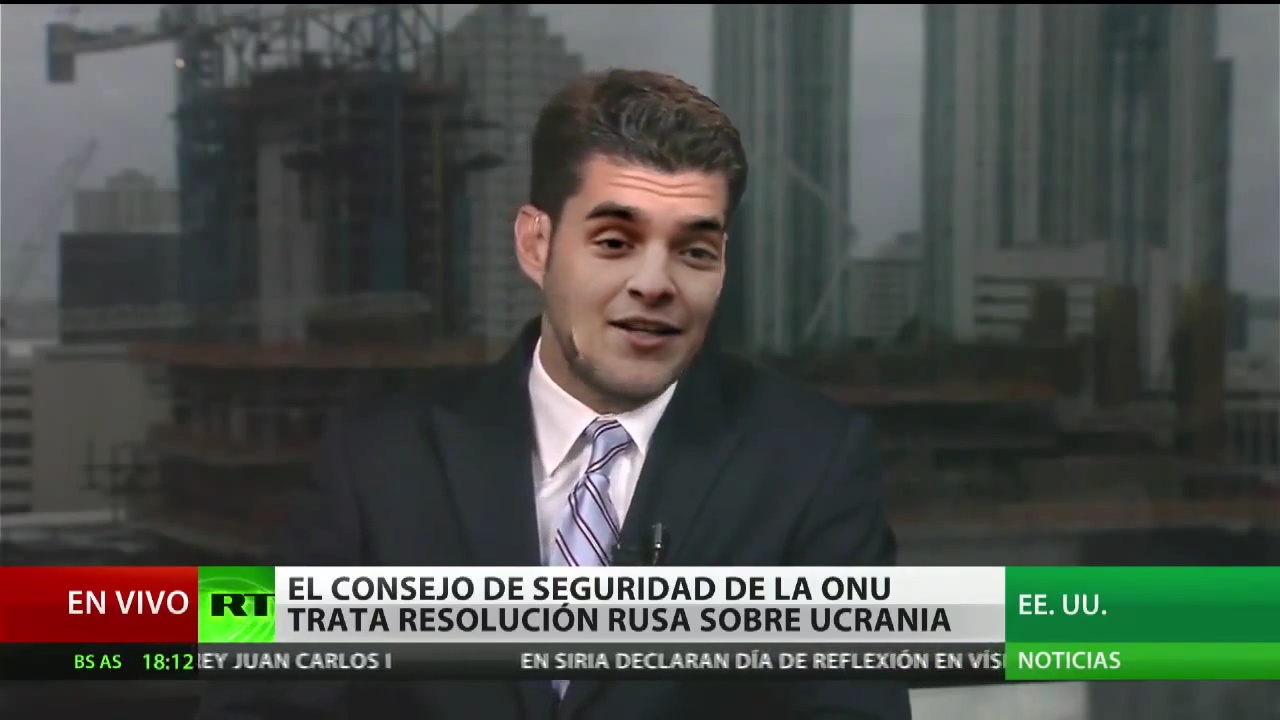 EN VIVO
RT
EL CONSEJO DE SEGURIDAD DE LA ONU
TRATA RESOLUCIÓN RUSA SOBRE UCRANIA
EE. UU.
BS AS 18:12
REY JUAN CARLOS I
EN SIRIA DECLARAN DÍA DE REFLEXIÓN EN
NOTICIAS